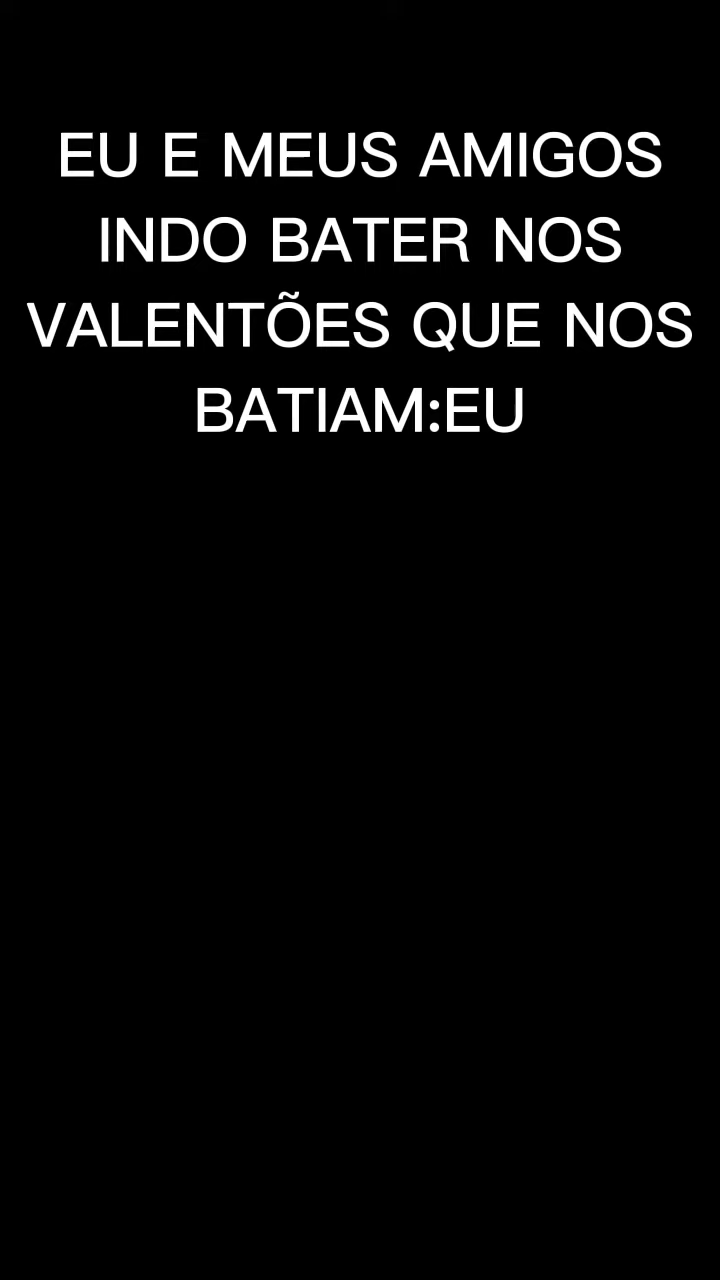 EU E MEUS AMIGOS
INDO BATER NOS
VALENTÕES QUE NOS
BATIAM:EU